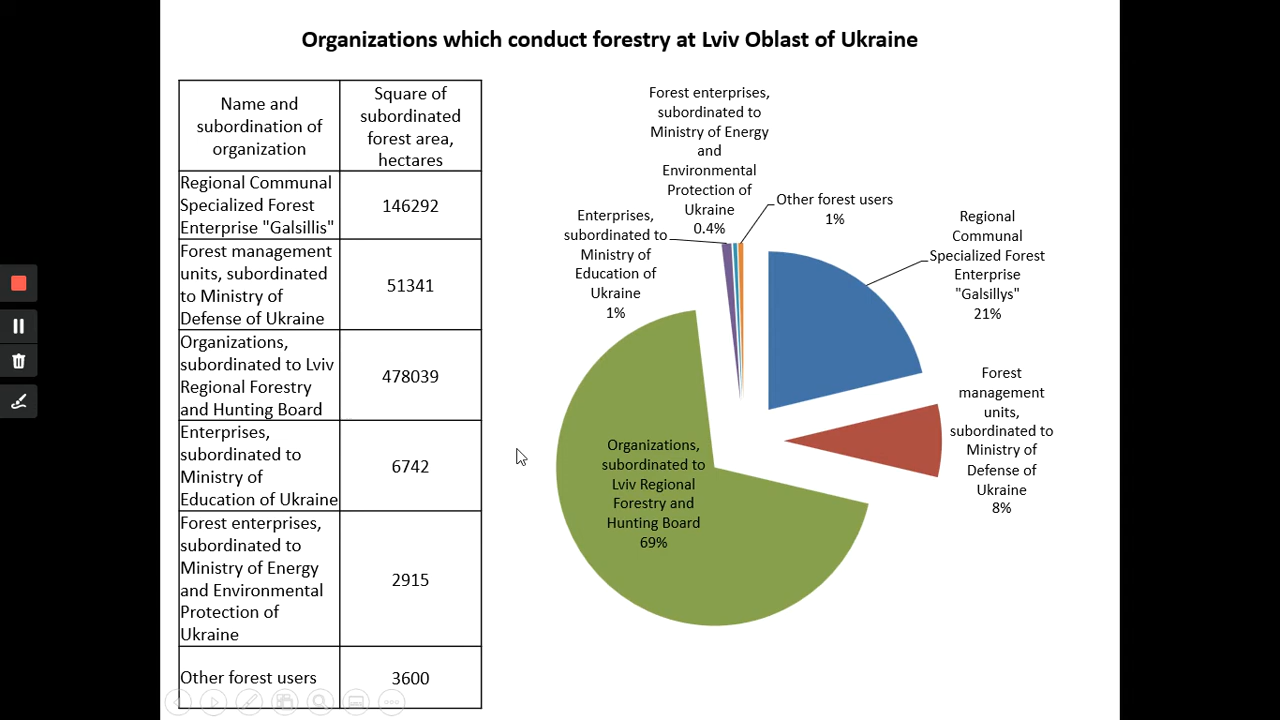 Organizations which conduct forestry at Lviv Oblast of Ukraine
Name and
subordination of
organization
Square of
subordinated
forest area,
hectares
Regional Communal
Specialized Forest
Enterprise "Galsillis"
146292
Forest management
units, subordinated
to Ministry of
Defense of Ukraine
51341
Organizations,
subordinated to Lviv
Regional Forestry
and Hunting Board
478039
Enterprises,
subordinated to
Ministry of
Education of Ukraine
6742
Forest enterprises,
subordinated to
Ministry of Energy
and Environmental
Protection of
Ukraine
2915
Other forest users
3600
Forest enterprises,
subordinated to
Ministry of Energy
and
Environmental
Protection of
Ukraine
0.4%
Other forest users
1%
Enterprises,
subordinated to
Ministry of
Education of
Ukraine
1%
Regional
Communal
Specialized Forest
Enterprise
"Galsillys"
21%
Forest
management
units,
subordinated to
Ministry of
Defense of
Ukraine
8%
Organizations,
subordinated to
Lviv Regional
Forestry and
Hunting Board
69%